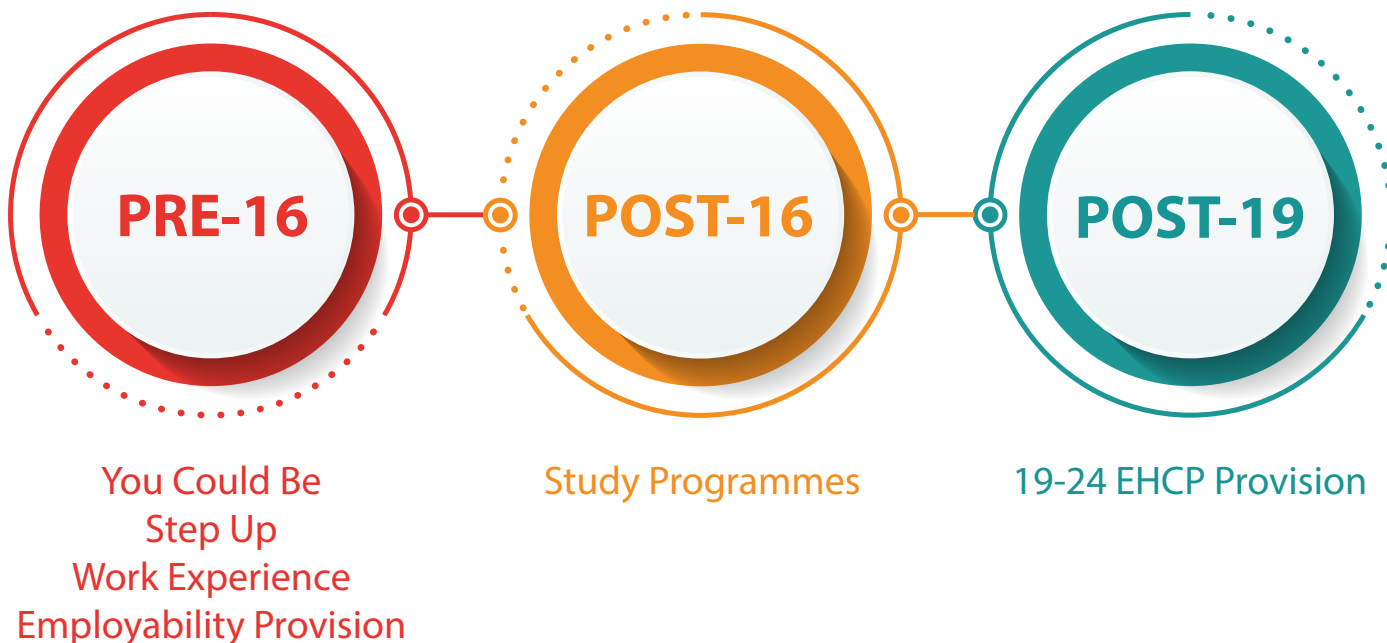 PRE-16
POST-16
POST-19
You Could Be
Step Up
Work Experience
Employability Provision
Study Programmes
19-24 EHCP Provision